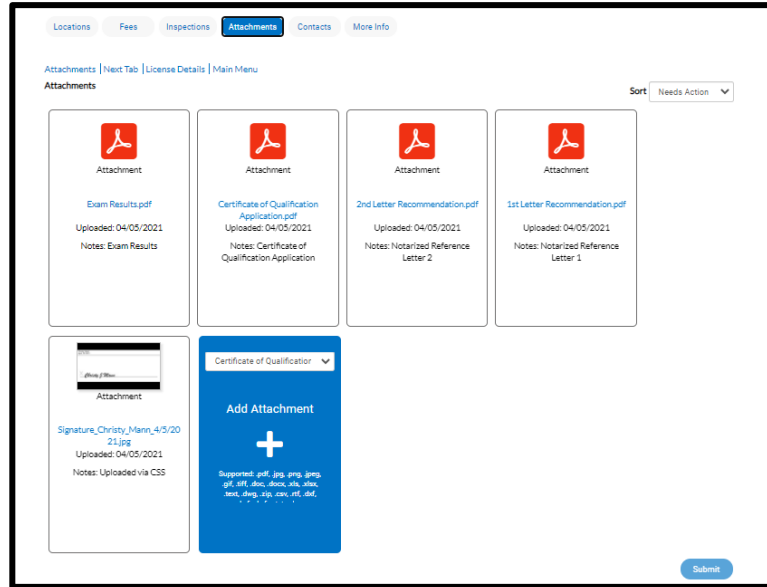 Locations Fees Inspections Attachments Contacts More Info
Attachments | Next Tab | License Details | Main Menu
Attachments
Sort Needs Action
Attachment
Exam Results.pdf
Uploaded: 04/05/2021
Notes: Exam Results
Attachment
Certificate of Qualification
Application.pdf
Uploaded: 04/05/2021
Notes: Certificate of
Qualification Application
Attachment
2nd Letter Recommendation.pdf
Uploaded: 04/05/2021
Notes: Notarized Reference
Letter 2
Attachment
1st Letter Recommendation.pdf
Uploaded: 04/05/2021
Notes: Notarized Reference
Letter 1
Christy J Mann
Attachment
Signature_Christy_Mann_4/5/20
21.jpg
Uploaded: 04/05/2021
Notes: Uploaded via CSS
Certificate of Qualification
Add Attachment
Supported: .pdf, .jpg, .png, .jpeg,
.gif, .tiff, .doc, .docx, .xls, .xlsx,
.text, .dwg, .zip, .csv, .rtf, .dxf,
Submit